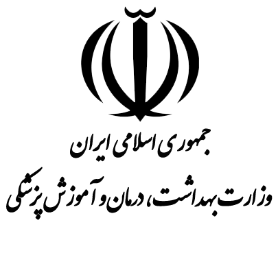 جمهوری اسلامی ایران
وزارت بهداشت، درمان و آموزش پزشکی